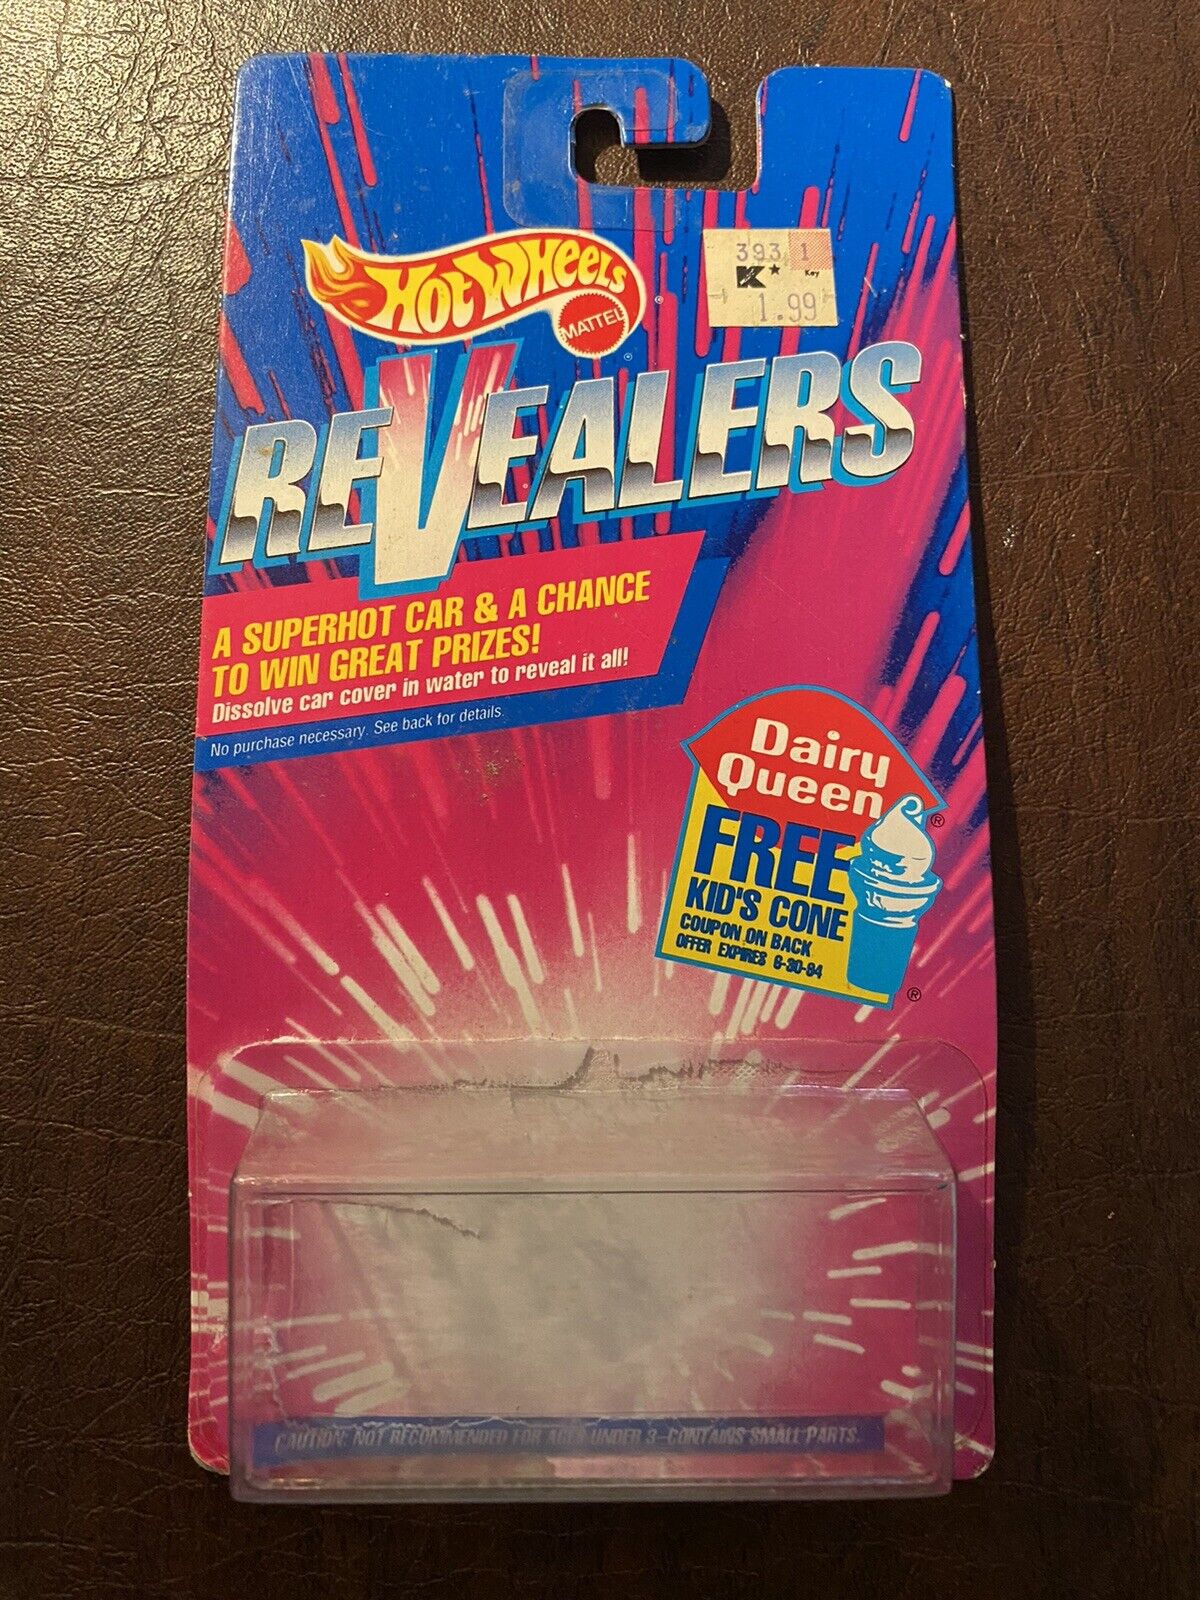 HOT WHEELS
MATTEL
®
393 1
K★ Key
1.99
®
REVEALERS
A SUPERHOT CAR & A CHANCE
TO WIN GREAT PRIZES!
Dissolve car cover in water to reveal it all!
No purchase necessary. See back for details.
Dairy
Queen
®
FREE
KID'S CONE
COUPON ON BACK
OFFER EXPIRES 6-30-94
®
CAUTION: NOT RECOMMENDED FOR AGES UNDER 3-CONTAINS SMALL PARTS.